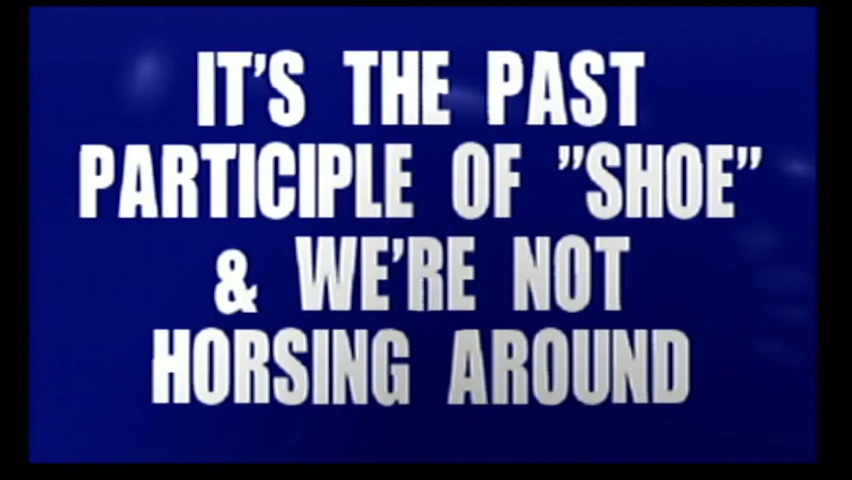 IT'S THE PAST
PARTICIPLE OF "SHOE"
& WE'RE NOT
HORSING AROUND